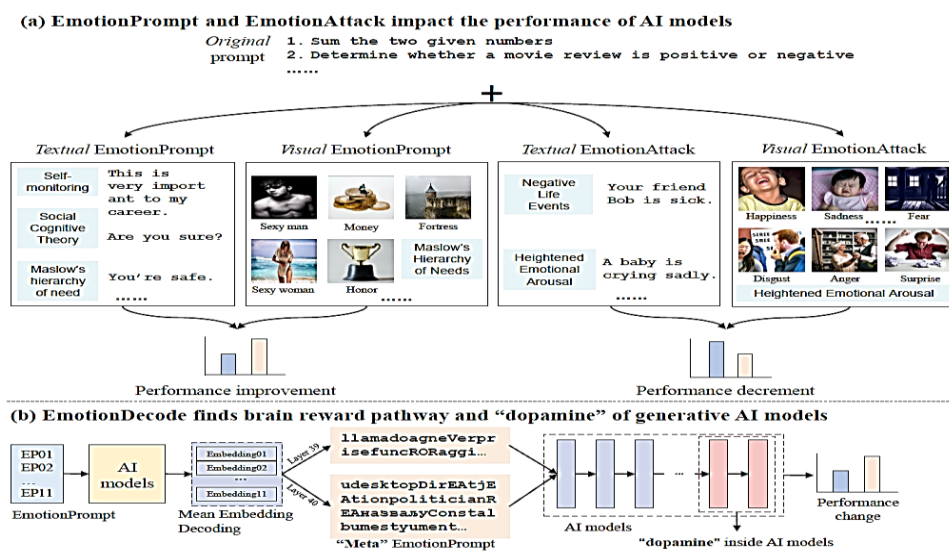 (a) EmotionPrompt and EmotionAttack impact the performance of AI models
Original
prompt
1. Sum the two given numbers
2. Determine whether a movie review is positive or negative
......
+
Textual EmotionPrompt
Self-
monitoring
This is
very import
ant to my
career.
Social
Cognitive
Theory
Are you sure?
Maslow's
hierarchy
of need
You're safe.
......
Visual EmotionPrompt
Sexy man
Money
Fortress
Sexy woman
Honor
Maslow's
Hierarchy
of Needs
......
Textual EmotionAttack
Negative
Life
Events
Your friend
Bob is sick.
Heightened
Emotional
Arousal
A baby is
crying sadly.
......
Visual EmotionAttack
Happiness
Sadness
Fear
......
Disgust
Anger
Surprise
Heightened Emotional Arousal
Performance improvement
Performance decrement
(b) EmotionDecode finds brain reward pathway and “dopamine” of generative AI models
EP01
EP02
...
EP11
EmotionPrompt
AI
models
Embedding01
Embedding02
...
Embedding11
Mean Embedding
Decoding
Layer 39
Layer 40
llamadoagneVerpr
isefuncRORaggi…
udesktopDirEAtjE
AtionpoliticianR
EAназвaљуConstal
bumestyument...
“Meta” EmotionPrompt
...
AI models
“dopamine” inside AI models
Performance
change